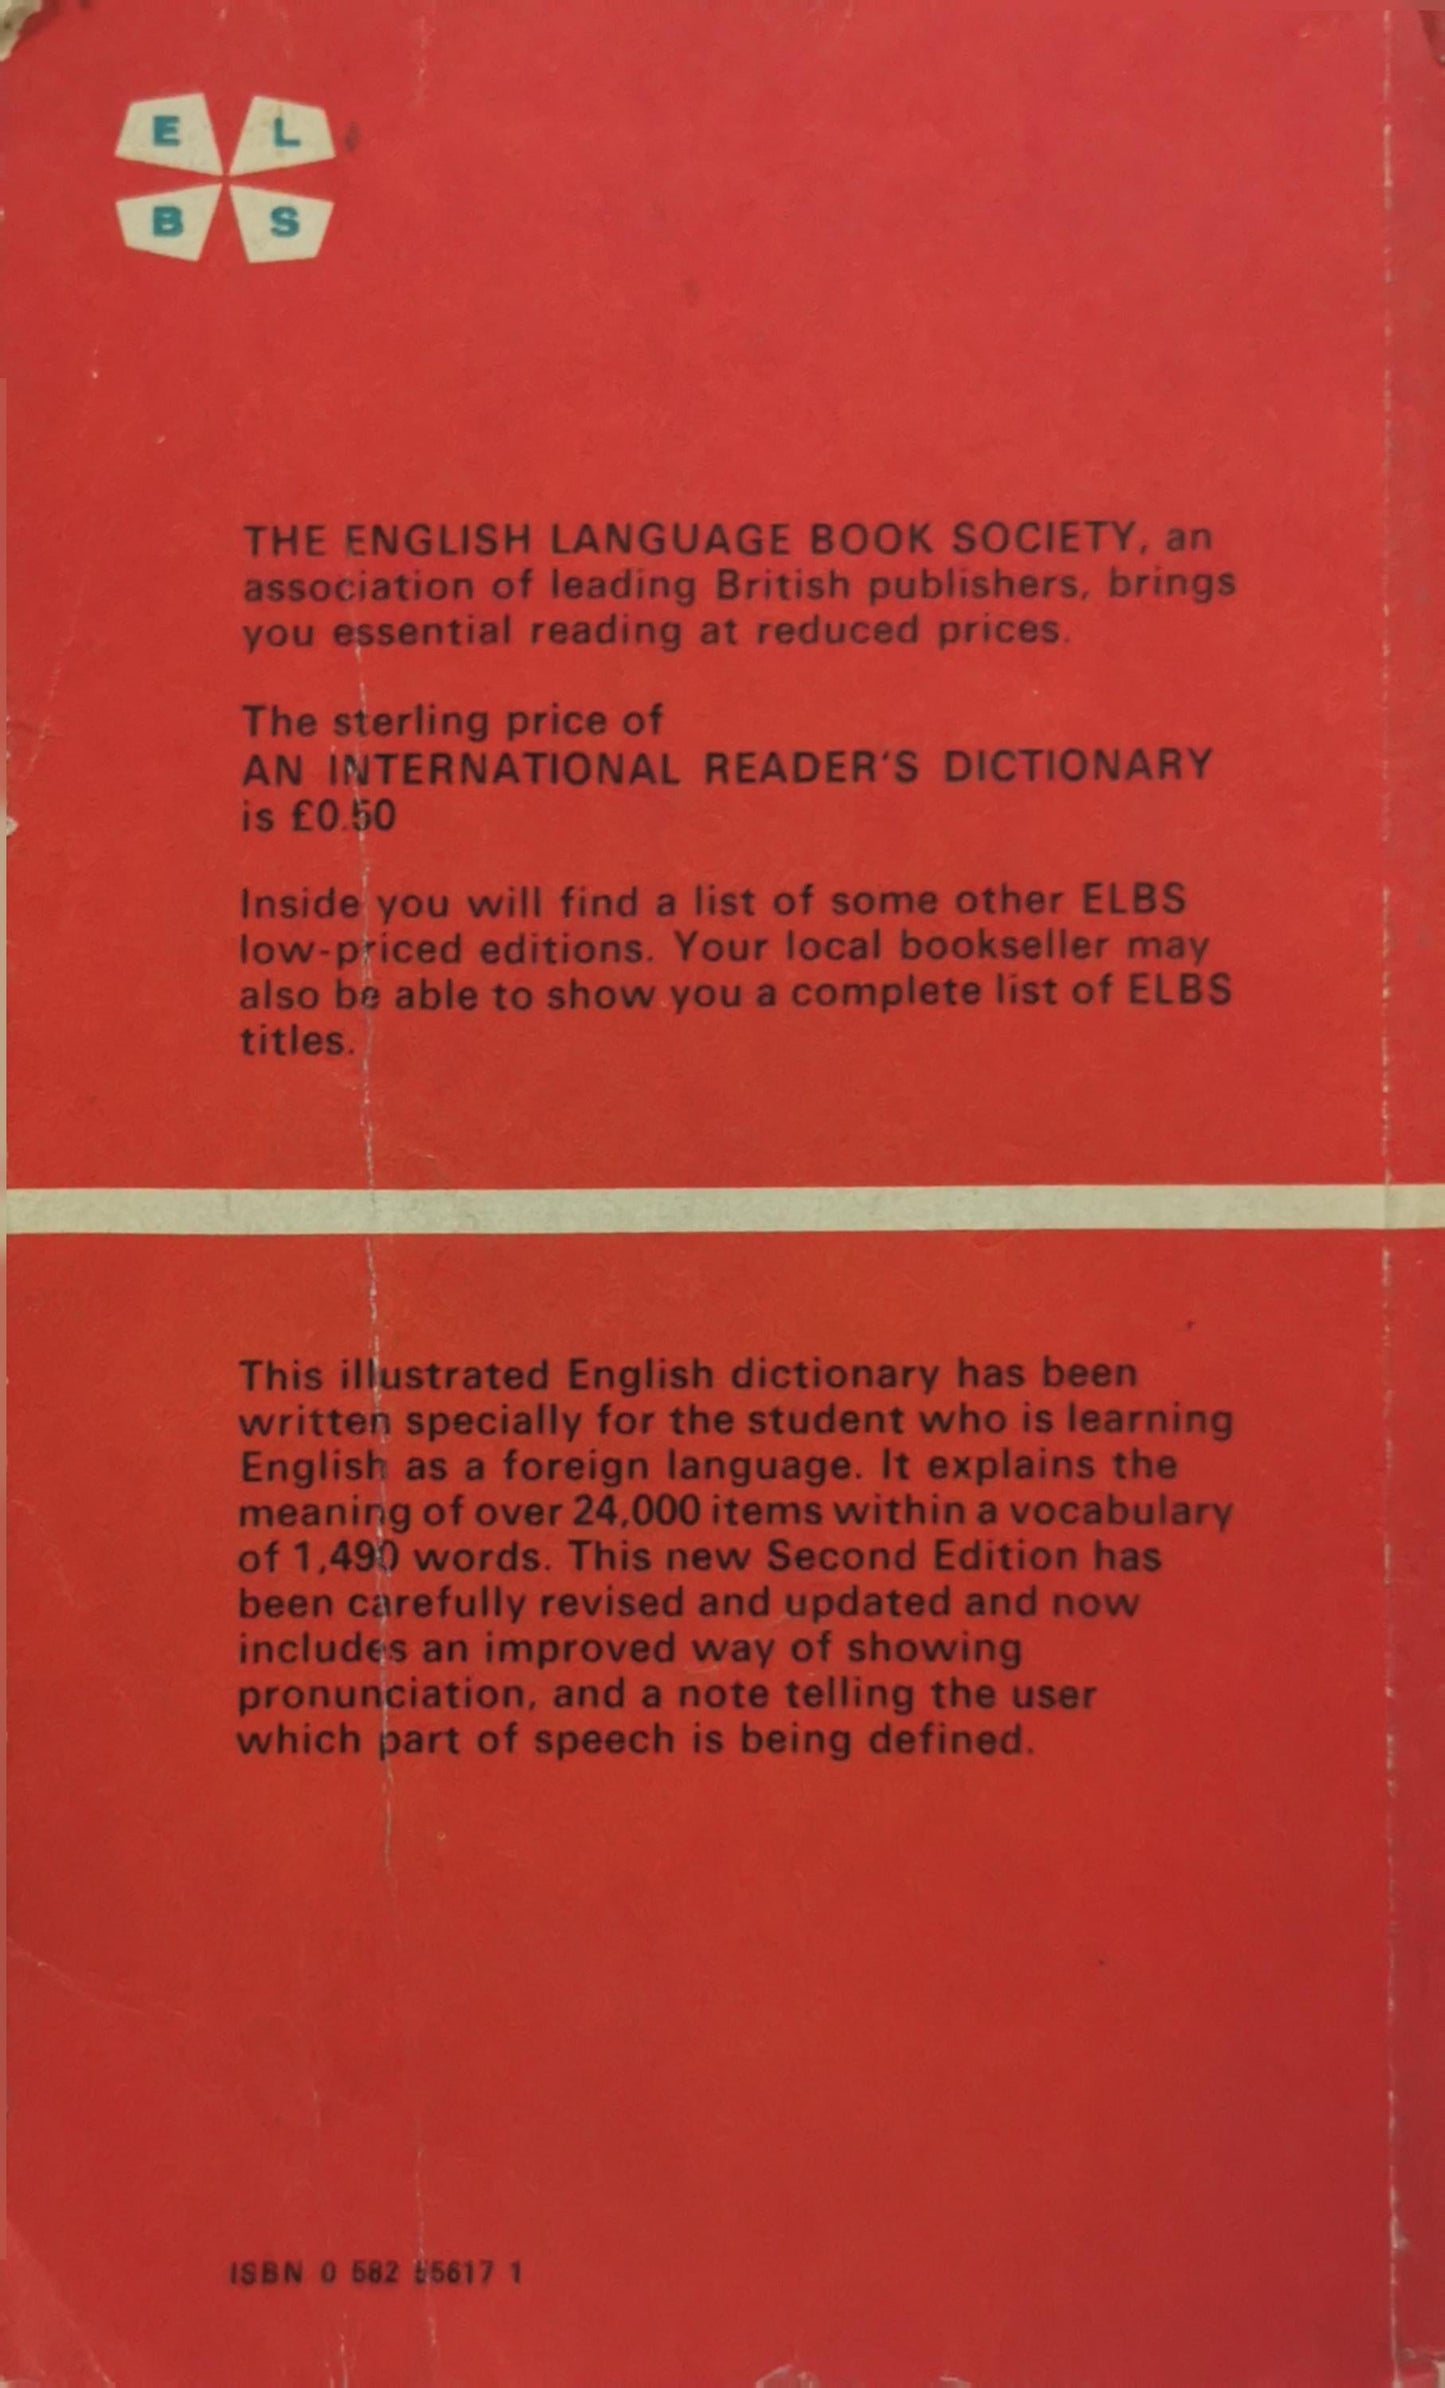 E L
B S
THE ENGLISH LANGUAGE BOOK SOCIETY, an
association of leading British publishers, brings
you essential reading at reduced prices.
The sterling price of
AN INTERNATIONAL READER'S DICTIONARY
is £0.50
Inside you will find a list of some other ELBS
low-priced editions. Your local bookseller may
also be able to show you a complete list of ELBS
titles.
This illustrated English dictionary has been
written specially for the student who is learning
English as a foreign language. It explains the
meaning of over 24,000 items within a vocabulary
of 1,490 words. This new Second Edition has
been carefully revised and updated and now
includes an improved way of showing
pronunciation, and a note telling the user
which part of speech is being defined.
ISBN 0 582 55617 1